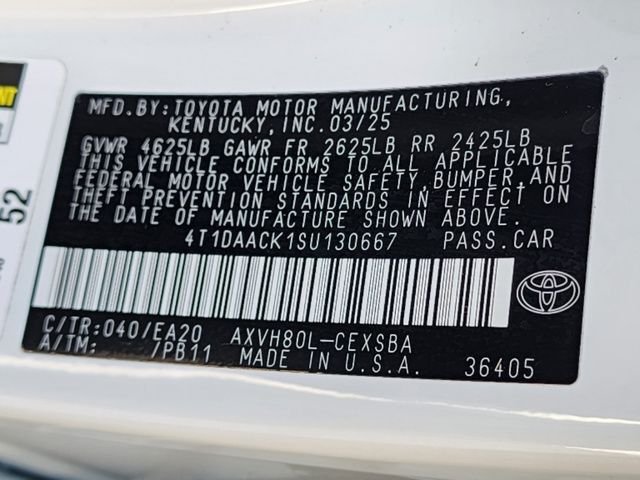 MFD.BY:TOYOTA MOTOR MANUFACTURING,
KENTUCKY,INC.03/25
GVWR 4625LB GAWR FR 2625LB RR 2425LB
THIS VEHICLE CONFORMS TO ALL APPLICABLE
FEDERAL MOTOR VEHICLE SAFETY,BUMPER,AND
THEFT PREVENTION STANDARDS IN EFFECT ON
THE DATE OF MANUFACTURE SHOWN ABOVE.
4T1DAACK1SU130667 PASS.CAR
C/TR:040/EA20 AXVH80L-CEXSBA
A/TM: /PB11 MADE IN U.S.A. 36405
52